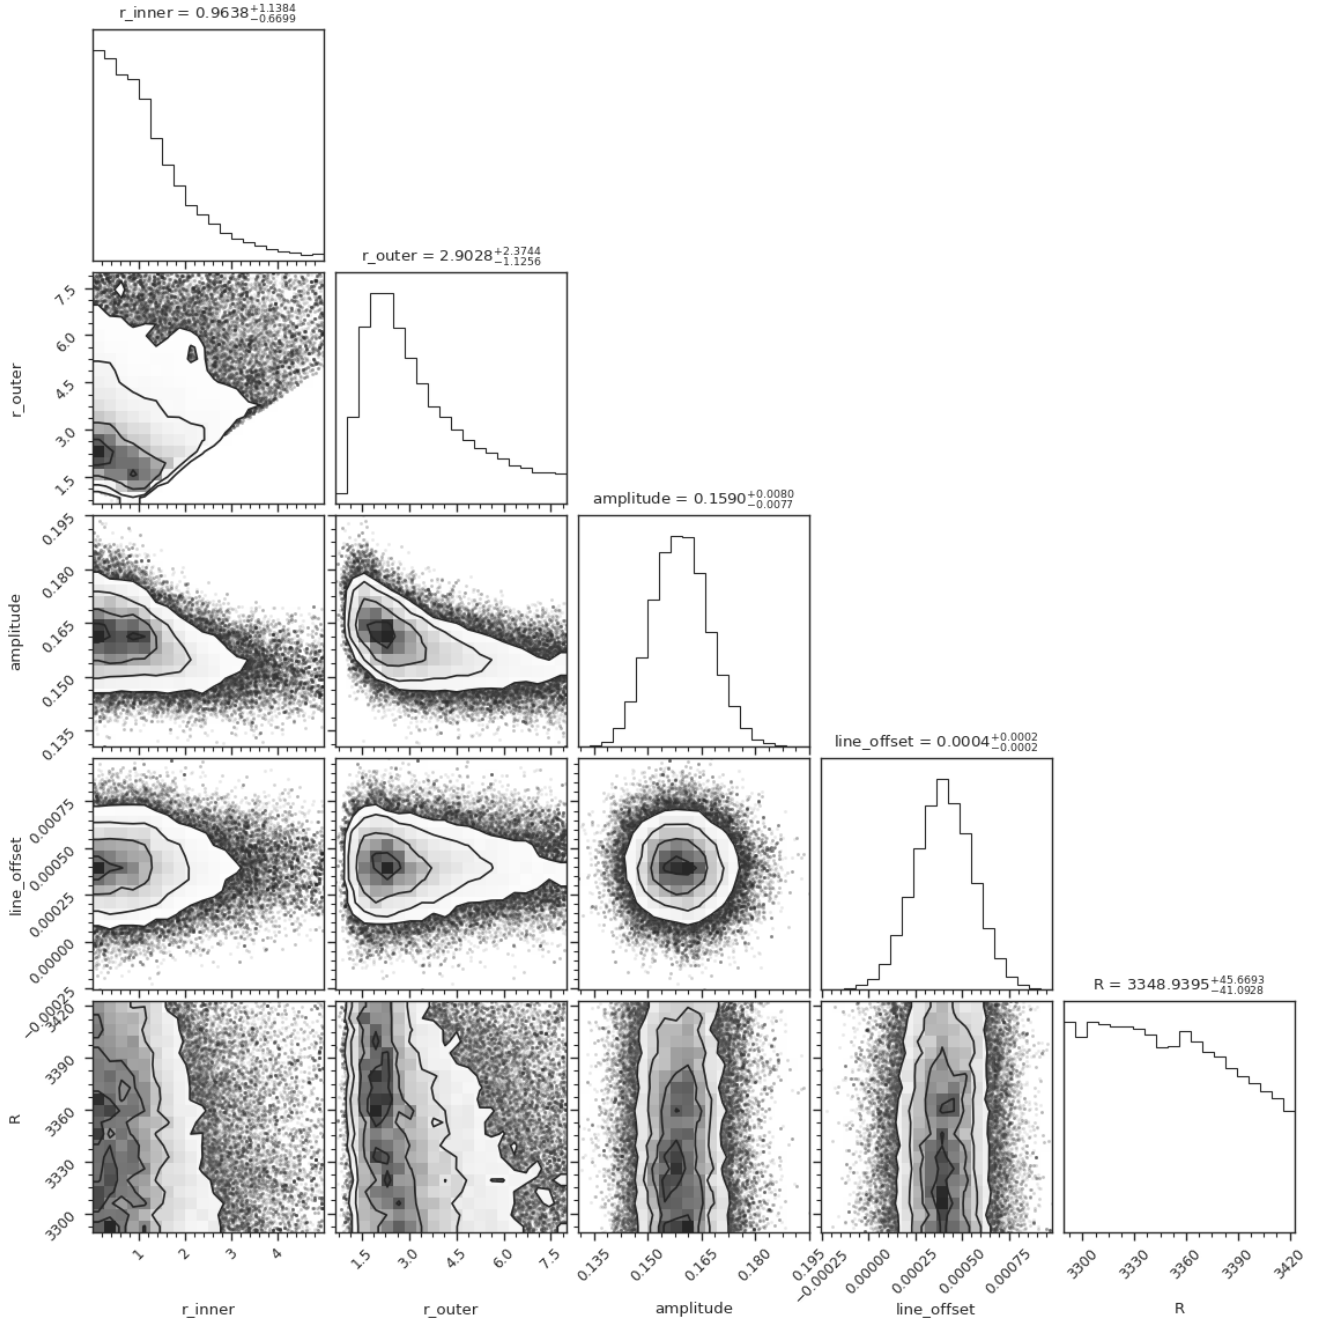 r_inner = 0.9638+1.1384−0.6699
r_outer = 2.9028+2.3744−1.1256
7.5
6.0
4.5
3.0
1.5
r_outer
amplitude = 0.1590+0.0080−0.0077
0.195
0.180
0.165
0.150
0.135
amplitude
line_offset = 0.0004+0.0002−0.0002
0.00075
0.00050
0.00025
0.00000
−0.00025
line_offset
R = 3348.9395+45.6693−41.0928
3420
3390
3360
3330
3300
R
1 2 3 4
1.5 3.0 4.5 6.0 7.5
0.135 0.150 0.165 0.180 0.195
−0.00025 0.00000 0.00025 0.00050 0.00075
3300 3330 3360 3390 3420
r_inner r_outer amplitude line_offset R